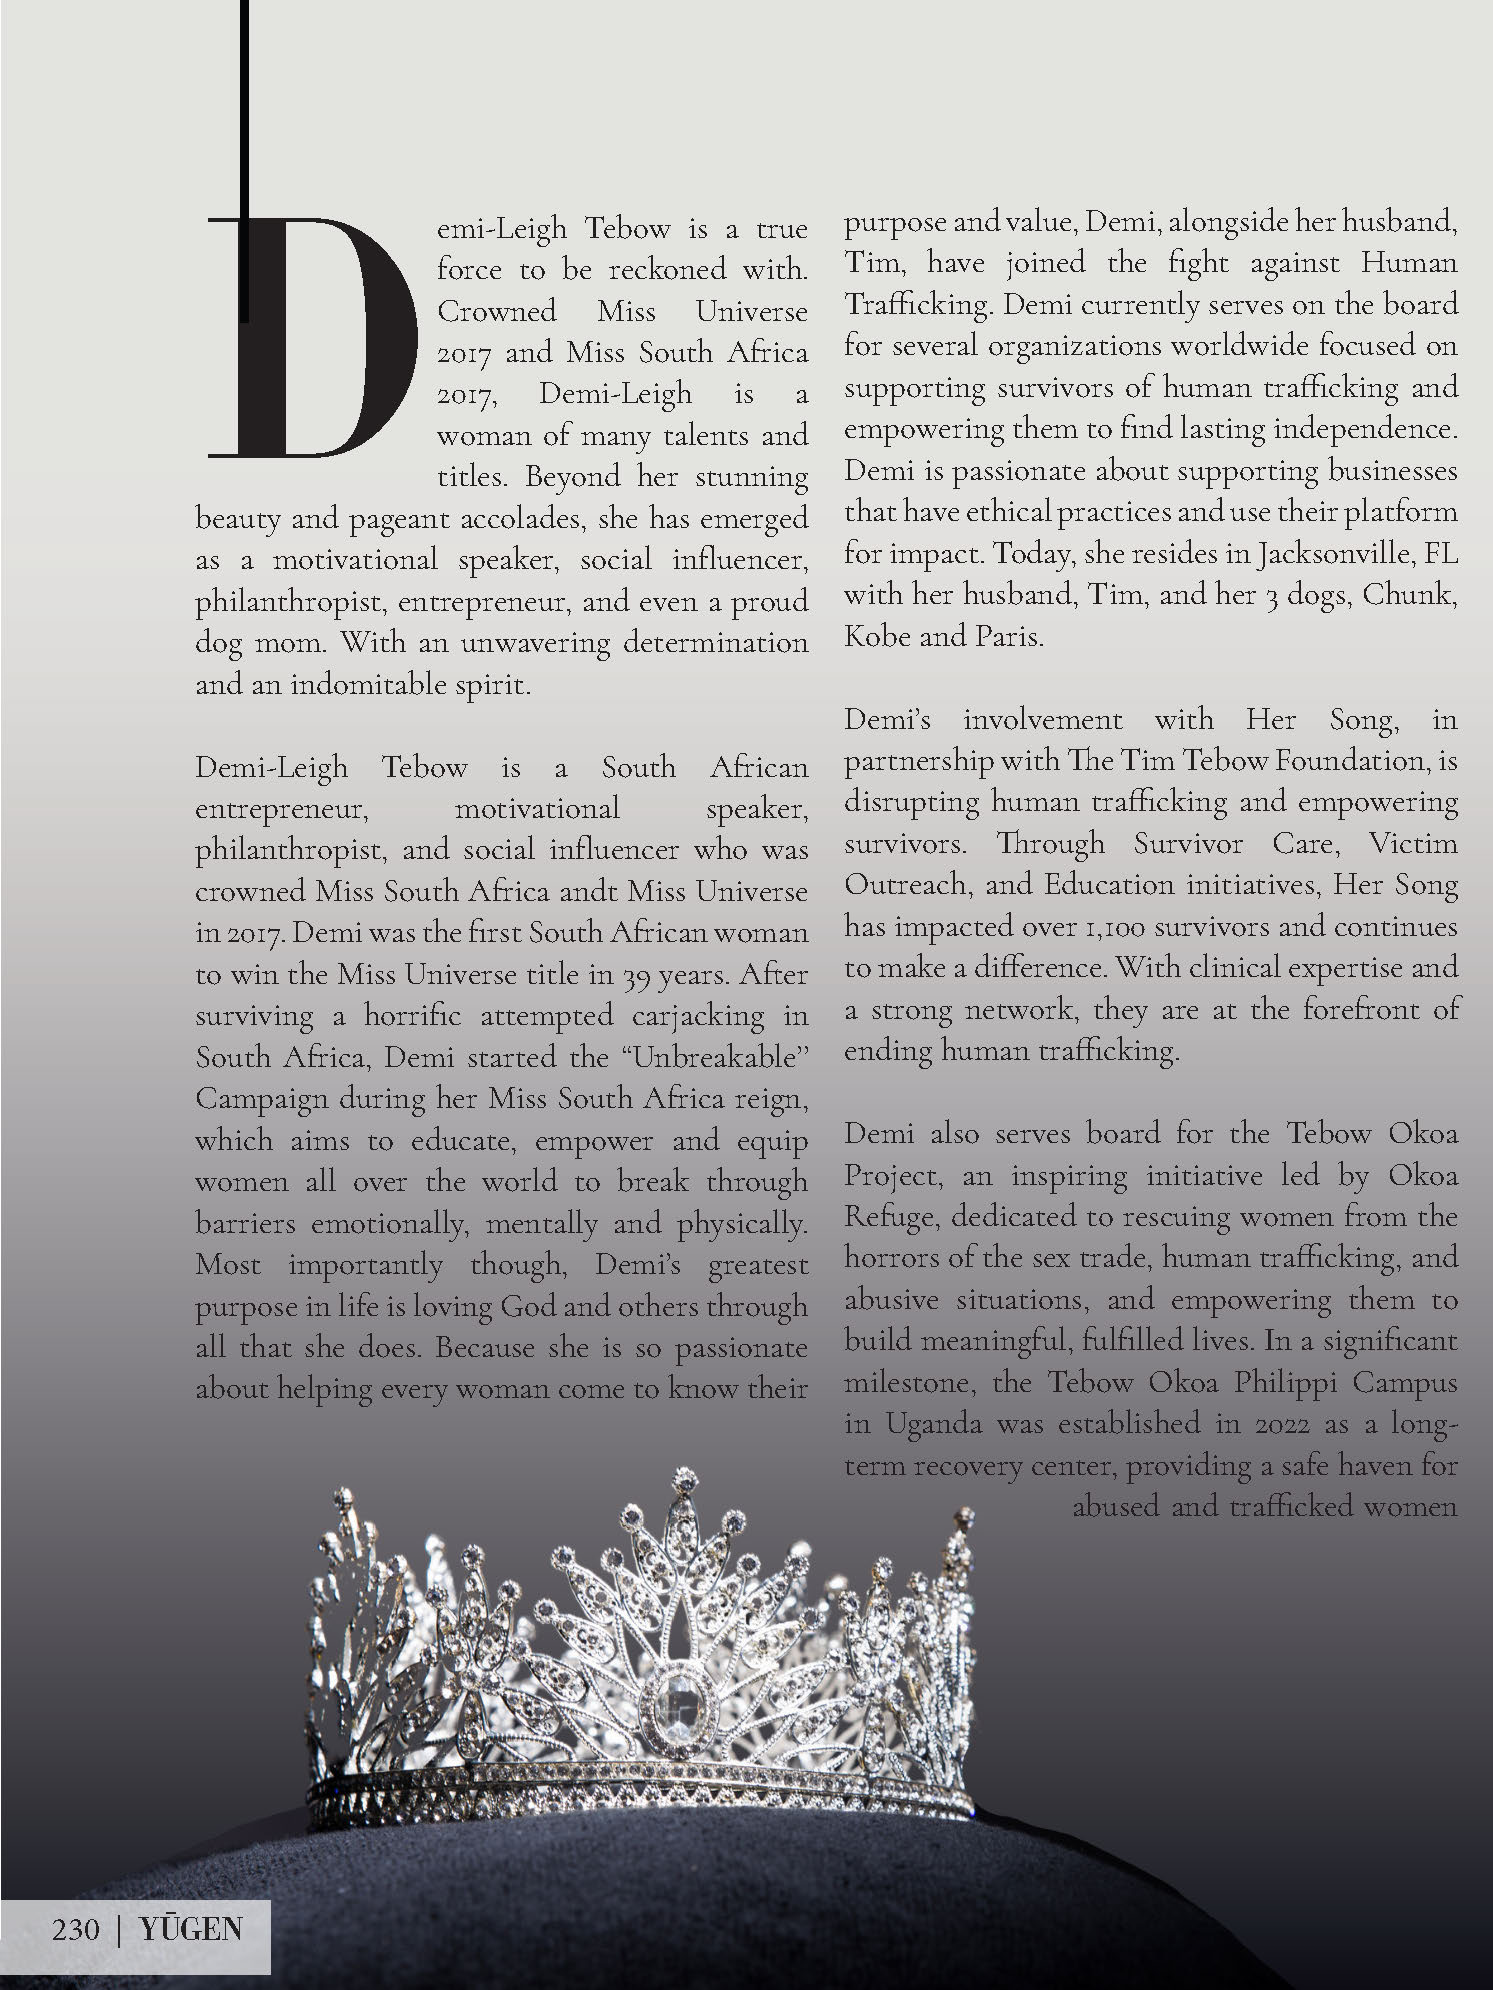 Demi-Leigh Tebow is a true
force to be reckoned with.
Crowned Miss Universe
2017 and Miss South Africa
2017, Demi-Leigh is a
woman of many talents and
titles. Beyond her stunning
beauty and pageant accolades, she has emerged
as a motivational speaker, social influencer,
philanthropist, entrepreneur, and even a proud
dog mom. With an unwavering determination
and an indomitable spirit.
Demi-Leigh Tebow is a South African
entrepreneur, motivational speaker,
philanthropist, and social influencer who was
crowned Miss South Africa andt Miss Universe
in 2017. Demi was the first South African woman
to win the Miss Universe title in 39 years. After
surviving a horrific attempted carjacking in
South Africa, Demi started the “Unbreakable’’
Campaign during her Miss South Africa reign,
which aims to educate, empower and equip
women all over the world to break through
barriers emotionally, mentally and physically.
Most importantly though, Demi’s greatest
purpose in life is loving God and others through
all that she does. Because she is so passionate
about helping every woman come to know their
purpose and value, Demi, alongside her husband,
Tim, have joined the fight against Human
Trafficking. Demi currently serves on the board
for several organizations worldwide focused on
supporting survivors of human trafficking and
empowering them to find lasting independence.
Demi is passionate about supporting businesses
that have ethical practices and use their platform
for impact. Today, she resides in Jacksonville, FL
with her husband, Tim, and her 3 dogs, Chunk,
Kobe and Paris.
Demi’s involvement with Her Song, in
partnership with The Tim Tebow Foundation, is
disrupting human trafficking and empowering
survivors. Through Survivor Care, Victim
Outreach, and Education initiatives, Her Song
has impacted over 1,100 survivors and continues
to make a difference. With clinical expertise and
a strong network, they are at the forefront of
ending human trafficking.
Demi also serves board for the Tebow Okoa
Project, an inspiring initiative led by Okoa
Refuge, dedicated to rescuing women from the
horrors of the sex trade, human trafficking, and
abusive situations, and empowering them to
build meaningful, fulfilled lives. In a significant
milestone, the Tebow Okoa Philippi Campus
in Uganda was established in 2022 as a long-
term recovery center, providing a safe haven for
abused and trafficked women
230 | YŪGEN